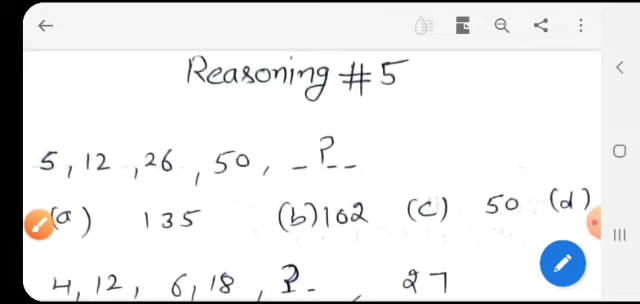 Reasoning #5
5, 12, 26, 50, _?_
(a) 135 (b) 102 (c) 50 (d)
4, 12, 6, 18, ?_, 27